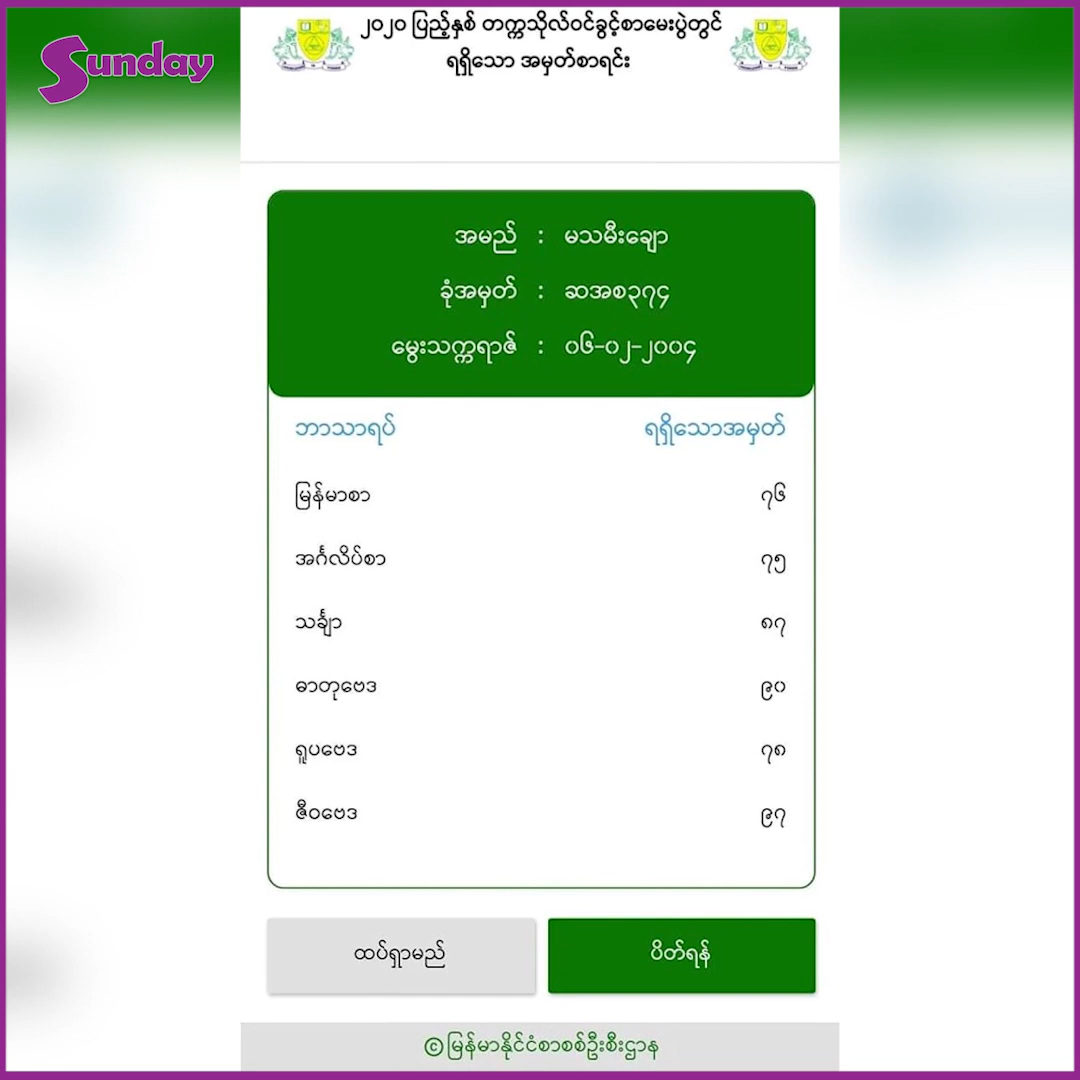 Sunday
၂၀၂၀ ပြည့်နှစ် တက္ကသိုလ်ဝင်ခွင့်စာမေးပွဲတွင်
ရရှိသော အမှတ်စာရင်း
အမည် : မသမီးချော
ခုံအမှတ် : ဆအစ၃၇၄
မွေးသက္ကရာဇ် : ၀၆-၀၂-၂၀၀၄
ဘာသာရပ် ရရှိသောအမှတ်
မြန်မာစာ ၇၆
အင်္ဂလိပ်စာ ၇၅
သင်္ချာ ၈၇
ဓာတုဗေဒ ၉၀
ရူပဗေဒ ၇၈
ဇီဝဗေဒ ၉၇
ထပ်ရှာမည် ပိတ်ရန်
©မြန်မာနိုင်ငံစာစစ်ဦးစီးဌာန